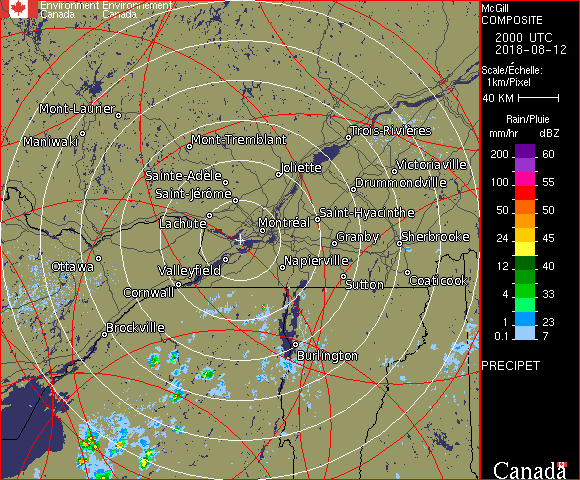 Environment Environnement
Canada Canada
McGill
COMPOSITE
2000 UTC
2018-08-12
Scale/Échelle:
1km/Pixel
40 KM
Rain/Pluie
mm/hr dBZ
200 60
100 55
50 50
24 45
12 40
8 33
4 30
1 23
0.1 7
PRECIPET
Canada
Mont-Laurier
Trois-Rivières
Maniwaki
Mont-Tremblant
Joliette
Victoriaville
Sainte-Adèle
Drummondville
Saint-Jérôme
Saint-Hyacinthe
Lachute
Montréal
Granby
Sherbrooke
Ottawa
Valleyfield
Napierville
Cornwall
Sutton
Coaticook
Brockville
Burlington